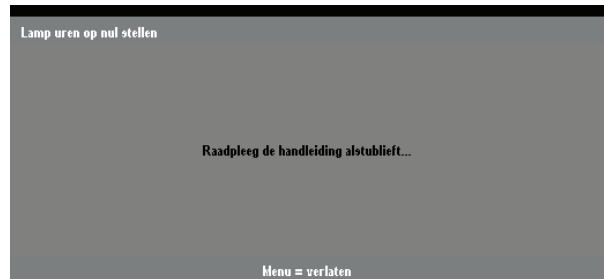 Lamp uren op nul stellen
Raadpleeg de handleiding alstublieft...
Menu = verlaten